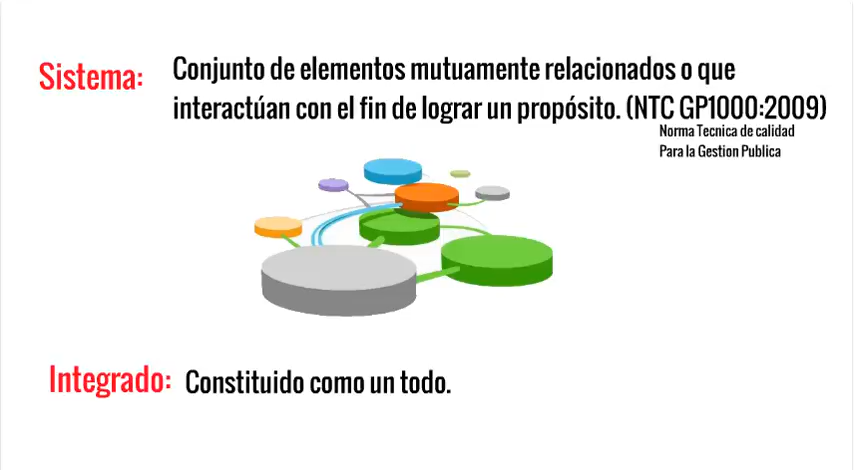 Sistema:
Conjunto de elementos mutuamente relacionados o que
interactúan con el fin de lograr un propósito. (NTC GP1000:2009)
Norma Tecnica de calidad
Para la Gestion Publica
Integrado: Constituido como un todo.